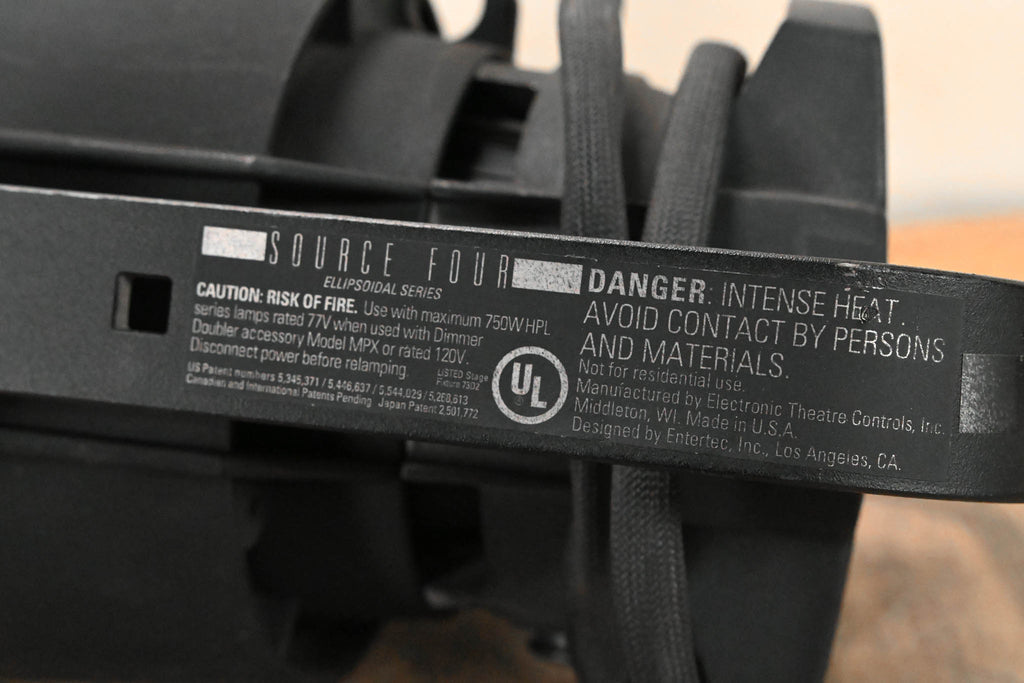 SOURCE FOUR
ELLIPSOIDAL SERIES
CAUTION: RISK OF FIRE. Use with maximum 750W HPL
series lamps rated 77V when used with Dimmer
Doubler accessory Model MPX or rated 120V.
Disconnect power before relamping.
US Patent numbers 5,345,371 / 5,446,637 / 5,544,029 / 5,268,613
Canadian and International Patents Pending. Japan Patent 2,501,772
LISTED Stage
Fixture 73D2
UL
DANGER: INTENSE HEAT.
AVOID CONTACT BY PERSONS
AND MATERIALS.
Not for residential use.
Manufactured by Electronic Theatre Controls, Inc.
Middleton, WI. Made in U.S.A.
Designed by Entertec, Inc., Los Angeles, CA.